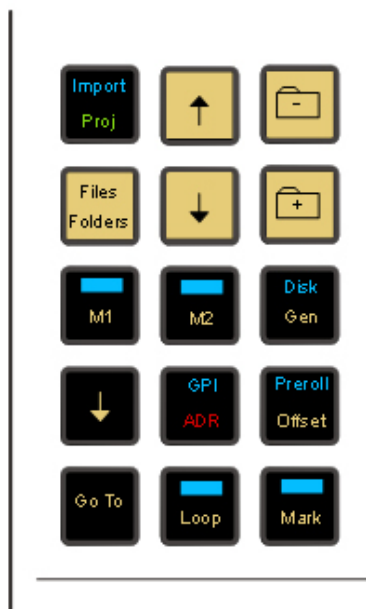 Import
Proj
-
Files
Folders
+
M1
M2
Disk
Gen
GPI
ADR
Preroll
Offset
Go To
Loop
Mark